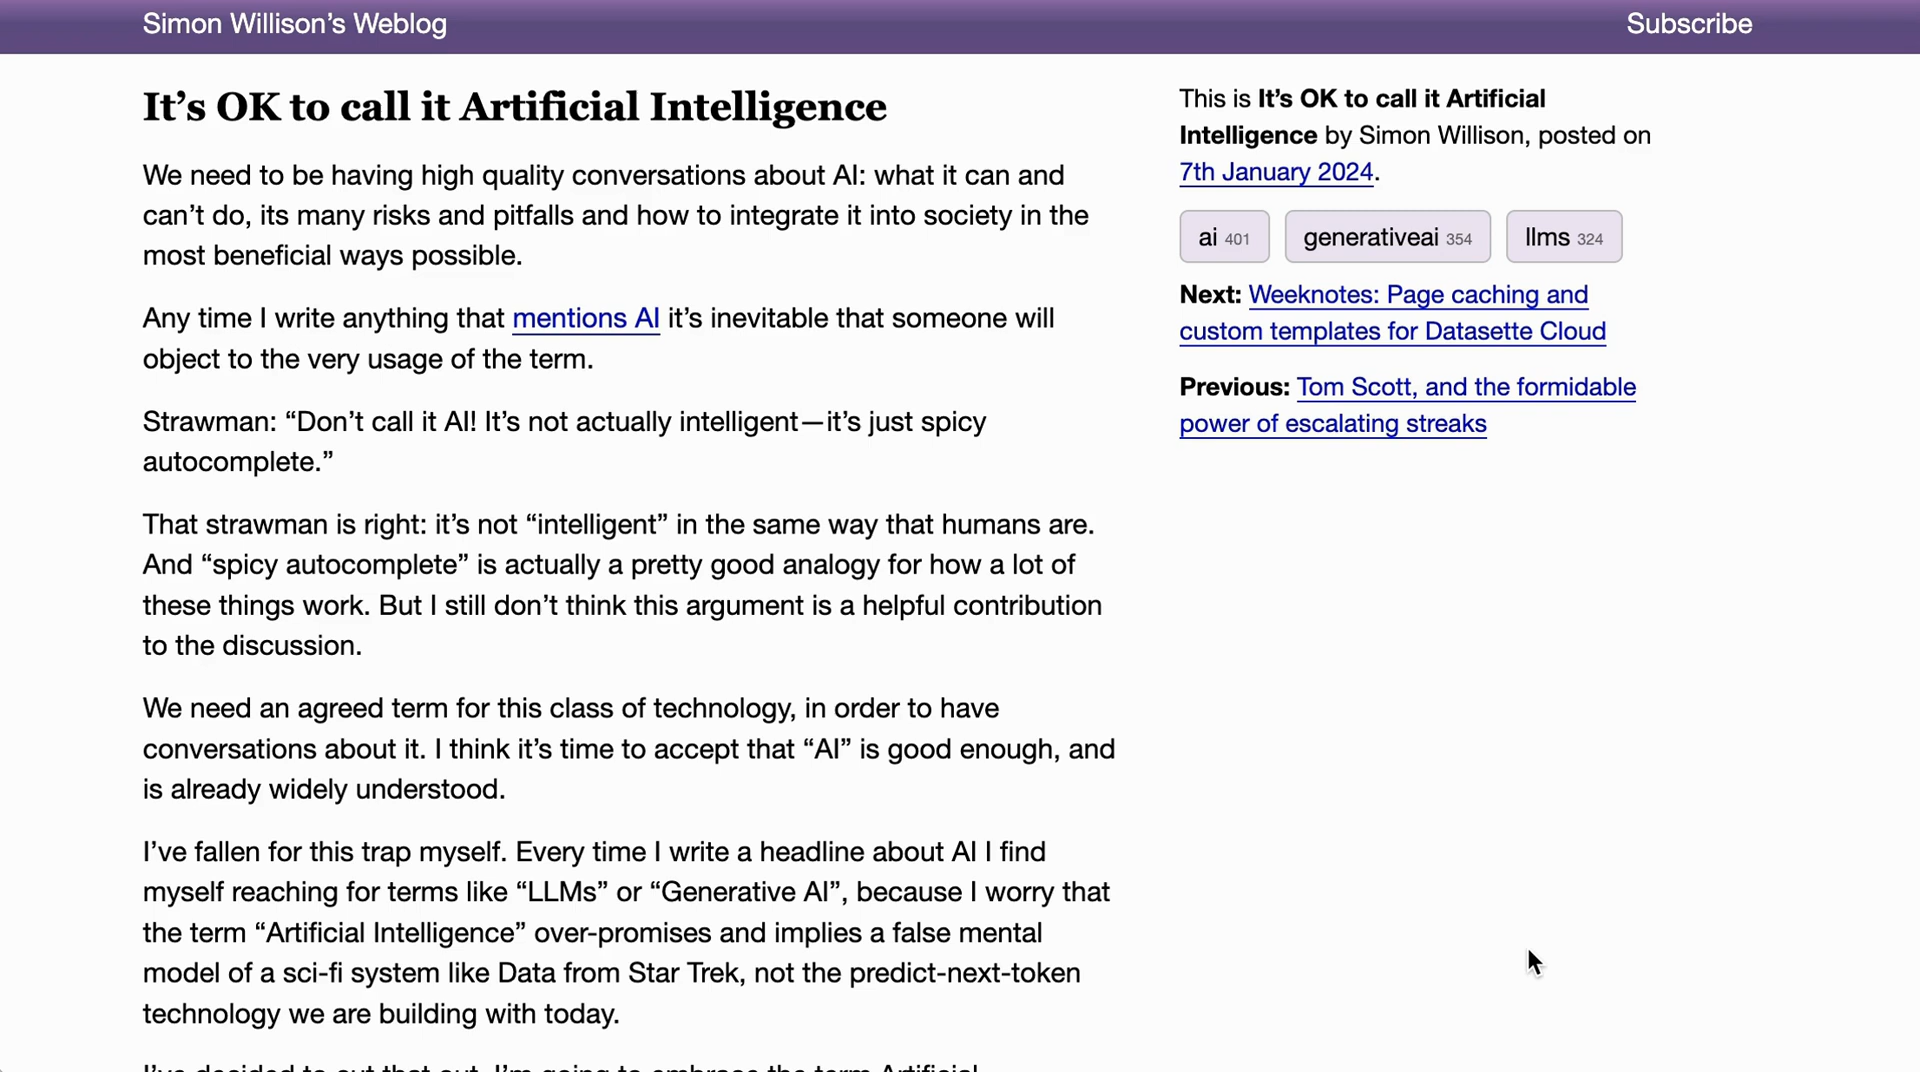 Simon Willison’s Weblog
Subscribe
It’s OK to call it Artificial Intelligence
We need to be having high quality conversations about AI: what it can and
can’t do, its many risks and pitfalls and how to integrate it into society in the
most beneficial ways possible.
Any time I write anything that mentions AI it’s inevitable that someone will
object to the very usage of the term.
Strawman: “Don’t call it AI! It’s not actually intelligent—it’s just spicy
autocomplete.”
That strawman is right: it’s not “intelligent” in the same way that humans are.
And “spicy autocomplete” is actually a pretty good analogy for how a lot of
these things work. But I still don’t think this argument is a helpful contribution
to the discussion.
We need an agreed term for this class of technology, in order to have
conversations about it. I think it’s time to accept that “AI” is good enough, and
is already widely understood.
I’ve fallen for this trap myself. Every time I write a headline about AI I find
myself reaching for terms like “LLMs” or “Generative AI”, because I worry that
the term “Artificial Intelligence” over-promises and implies a false mental
model of a sci-fi system like Data from Star Trek, not the predict-next-token
technology we are building with today.
I’ve decided to cut that out. I’m going to embrace the term Artificial
This is It’s OK to call it Artificial
Intelligence by Simon Willison, posted on
7th January 2024.
ai 401 generativeai 354 llms 324
Next: Weeknotes: Page caching and
custom templates for Datasette Cloud
Previous: Tom Scott, and the formidable
power of escalating streaks